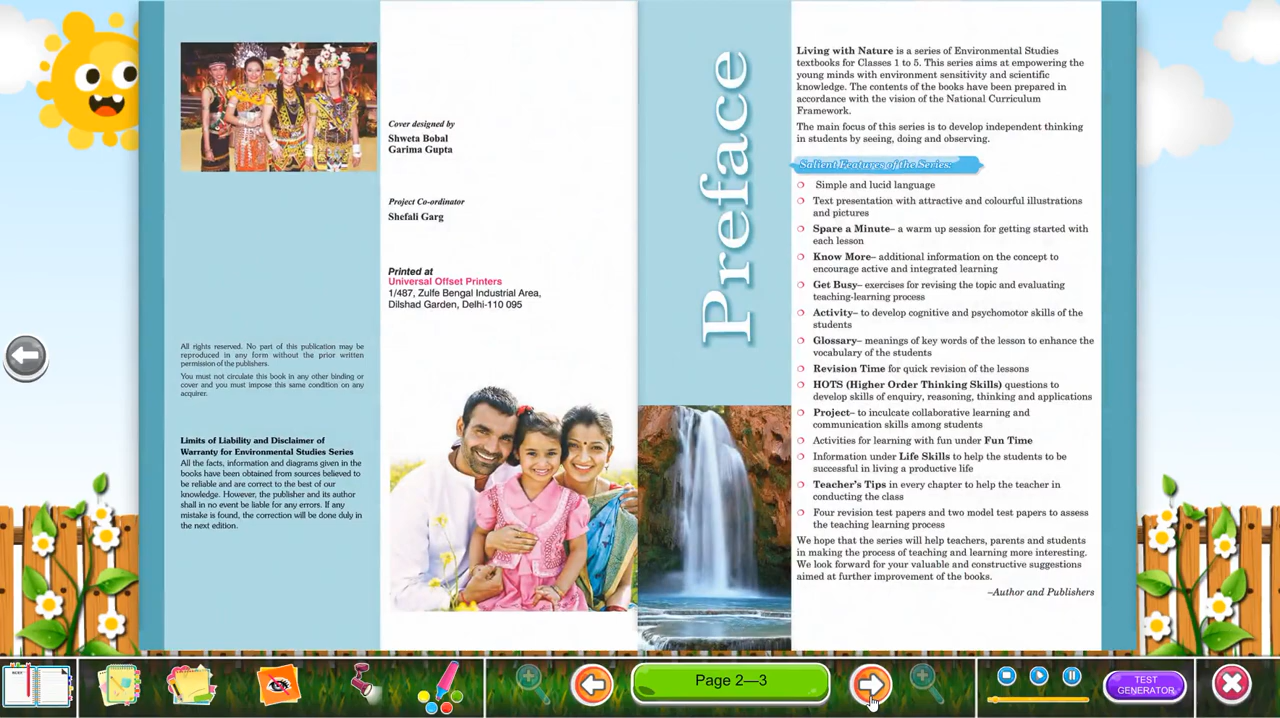 All rights reserved. No part of this publication may be
reproduced in any form without the prior written
permission of the publishers.
You must not circulate this book in any other binding or
cover and you must impose this same condition on any
acquirer.
Limits of Liability and Disclaimer of
Warranty for Environmental Studies Series
All the facts, information and diagrams given in the
books have been obtained from sources believed to
be reliable and are correct to the best of our
knowledge. However, the publisher and its author
shall in no event be liable for any errors. If any
mistake is found, the correction will be done duly in
the next edition.
Cover designed by
Shweta Bobal
Garima Gupta
Project Co-ordinator
Shefali Garg
Printed at
Universal Offset Printers
1/487, Zulfe Bengal Industrial Area,
Dilshad Garden, Delhi-110 095
Preface
Living with Nature is a series of Environmental Studies
textbooks for Classes 1 to 5. This series aims at empowering the
young minds with environment sensitivity and scientific
knowledge. The contents of the books have been prepared in
accordance with the vision of the National Curriculum
Framework.
The main focus of this series is to develop independent thinking
in students by seeing, doing and observing.
Salient Features of the Series:
Simple and lucid language
Text presentation with attractive and colourful illustrations
and pictures
Spare a Minute– a warm up session for getting started with
each lesson
Know More– additional information on the concept to
encourage active and integrated learning
Get Busy– exercises for revising the topic and evaluating
teaching-learning process
Activity– to develop cognitive and psychomotor skills of the
students
Glossary– meanings of key words of the lesson to enhance the
vocabulary of the students
Revision Time for quick revision of the lessons
HOTS (Higher Order Thinking Skills) questions to
develop skills of enquiry, reasoning, thinking and applications
Project– to inculcate collaborative learning and
communication skills among students
Activities for learning with fun under Fun Time
Information under Life Skills to help the students to be
successful in living a productive life
Teacher's Tips in every chapter to help the teacher in
conducting the class
Four revision test papers and two model test papers to assess
the teaching learning process
We hope that the series will help teachers, parents and students
in making the process of teaching and learning more interesting.
We look forward for your valuable and constructive suggestions
aimed at further improvement of the books.
–Author and Publishers
Page 2—3
TEST
GENERATOR